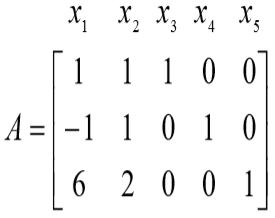 x₁ x₂ x₃ x₄ x₅
1 1 1 0 0
A = -1 1 0 1 0
6 2 0 0 1